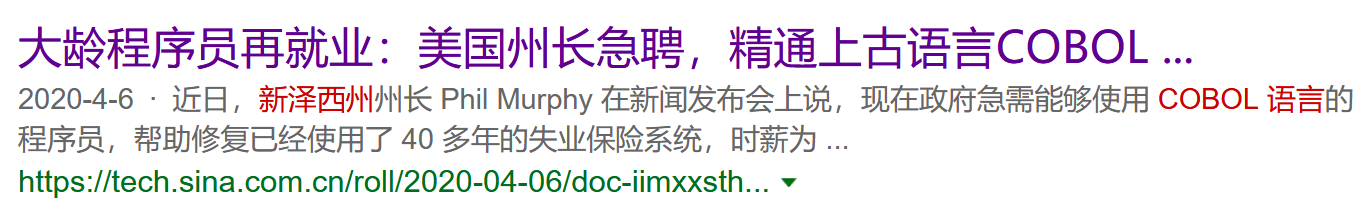 大龄程序员再就业：美国州长急聘，精通上古语言COBOL ...
2020-4-6 · 近日，新泽西州州长 Phil Murphy 在新闻发布会上说，现在政府急需能够使用 COBOL 语言的
程序员，帮助修复已经使用了 40 多年的失业保险系统，时薪为 ...
https://tech.sina.com.cn/roll/2020-04-06/doc-iimxxsth...